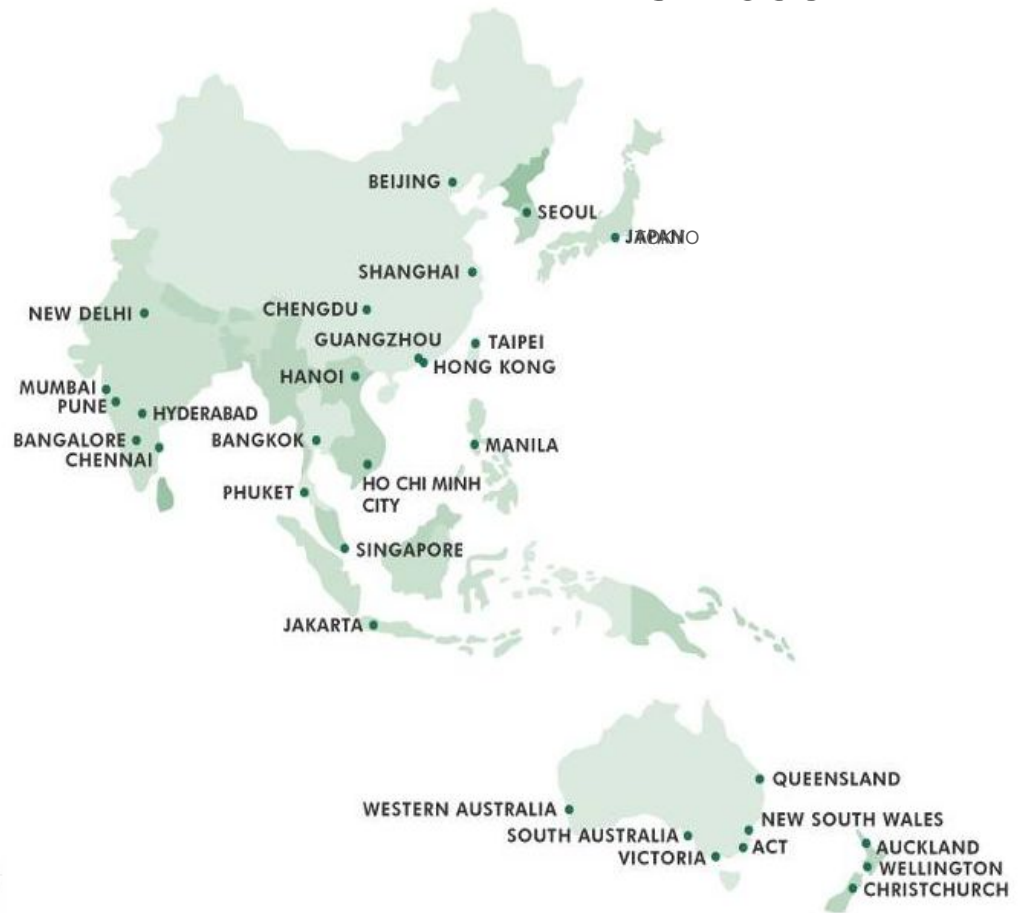 BEIJING
SEOUL
JAPAN
SHANGHAI
NEW DELHI
CHENGDU
GUANGZHOU
TAIPEI
HONG KONG
HANOI
MUMBAI
PUNE
HYDERABAD
BANGALORE
BANGKOK
MANILA
CHENNAI
HO CHI MINH
CITY
PHUKET
SINGAPORE
JAKARTA
QUEENSLAND
WESTERN AUSTRALIA
NEW SOUTH WALES
SOUTH AUSTRALIA
ACT
AUCKLAND
VICTORIA
WELLINGTON
CHRISTCHURCH